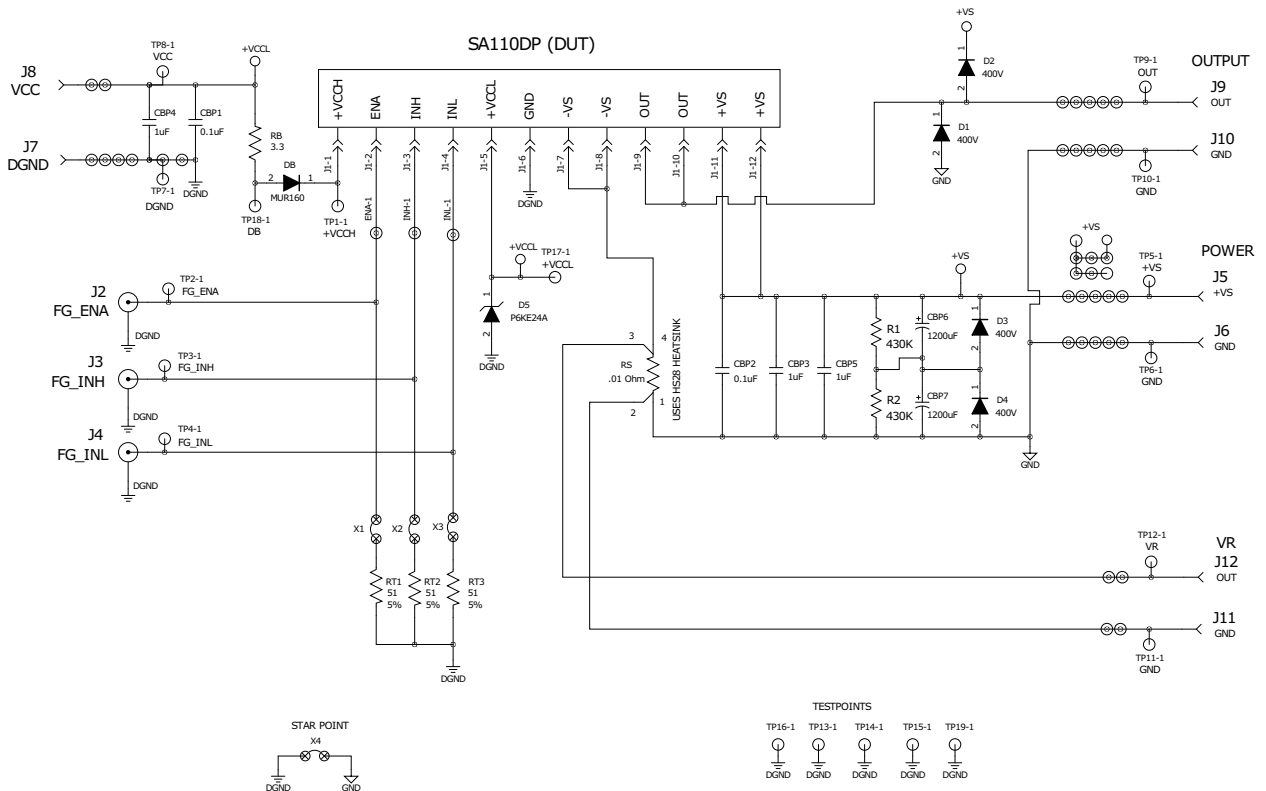 SA110DP (DUT)
+VCCH
ENA
INH
INL
+VCCL
GND
-VS
-VS
OUT
OUT
+VS
+VS
J1-1
J1-2
J1-3
J1-4
J1-5
J1-6
J1-7
J1-8
J1-9
J1-10
J1-11
J1-12
J8
VCC
TP8-1
VCC
+VCCL
CBP4
1uF
CBP1
0.1uF
RB
3.3
J7
DGND
TP7-1
DGND
DGND
DB
2
1
MUR160
TP18-1
DB
TP1-1
+VCCH
ENA-1
INH-1
INL-1
DGND
+VCCL
TP17-1
+VCCL
1
D5
P6KE24A
2
DGND
J2
FG_ENA
TP2-1
FG_ENA
DGND
J3
FG_INH
TP3-1
FG_INH
DGND
J4
FG_INL
TP4-1
FG_INL
DGND
X1
X2
X3
RT1
51
5%
RT2
51
5%
RT3
51
5%
DGND
3
4
RS
.01 Ohm
1
2
USES HS28 HEATSINK
CBP2
0.1uF
CBP3
1uF
CBP5
1uF
R1
430K
R2
430K
+
CBP6
1200uF
+
CBP7
1200uF
+VS
1
D3
400V
2
1
D4
400V
2
GND
+VS
1
D2
400V
2
1
D1
400V
2
GND
TP9-1
OUT
OUTPUT
J9
OUT
J10
GND
TP10-1
GND
+VS
TP5-1
+VS
POWER
J5
+VS
J6
GND
TP6-1
GND
TP12-1
VR
VR
J12
OUT
J11
GND
TP11-1
GND
STAR POINT
X4
DGND
GND
TESTPOINTS
TP16-1
TP13-1
TP14-1
TP15-1
TP19-1
DGND
DGND
DGND
DGND
DGND